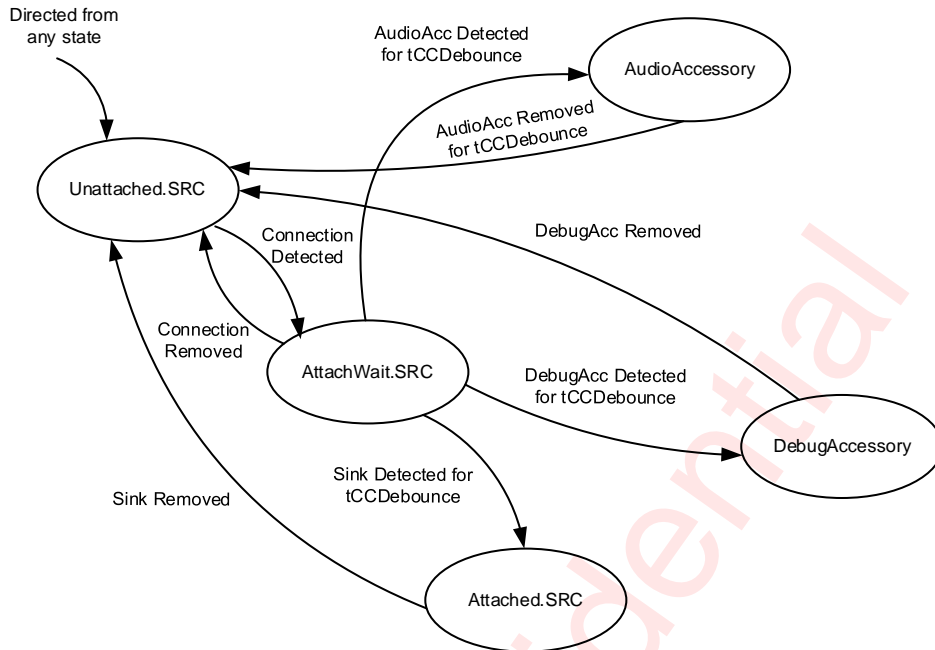 Directed from
any state
AudioAcc Detected
for tCCDebounce
AudioAccessory
AudioAcc Removed
for tCCDebounce
Unattached.SRC
Connection
Detected
DebugAcc Removed
Connection
Removed
AttachWait.SRC
DebugAcc Detected
for tCCDebounce
DebugAccessory
Sink Detected for
tCCDebounce
Sink Removed
Attached.SRC
idential